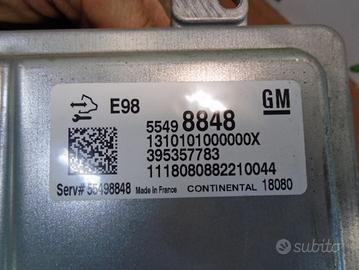 E98
GM
5549 8848
1310101000000X
395357783
1118080882210044
Serv# 55498848 Made in France CONTINENTAL 18080
subito